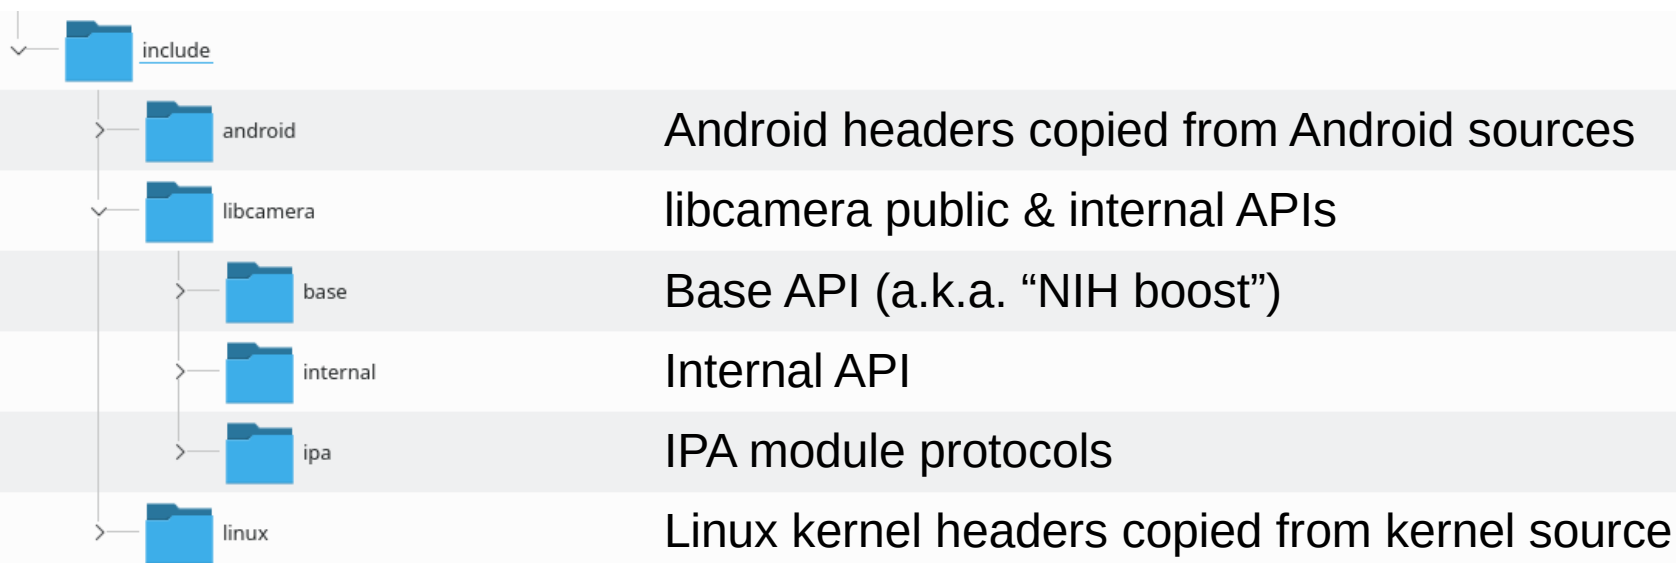 include
android Android headers copied from Android sources
libcamera libcamera public & internal APIs
base Base API (a.k.a. “NIH boost”)
internal Internal API
ipa IPA module protocols
linux Linux kernel headers copied from kernel source